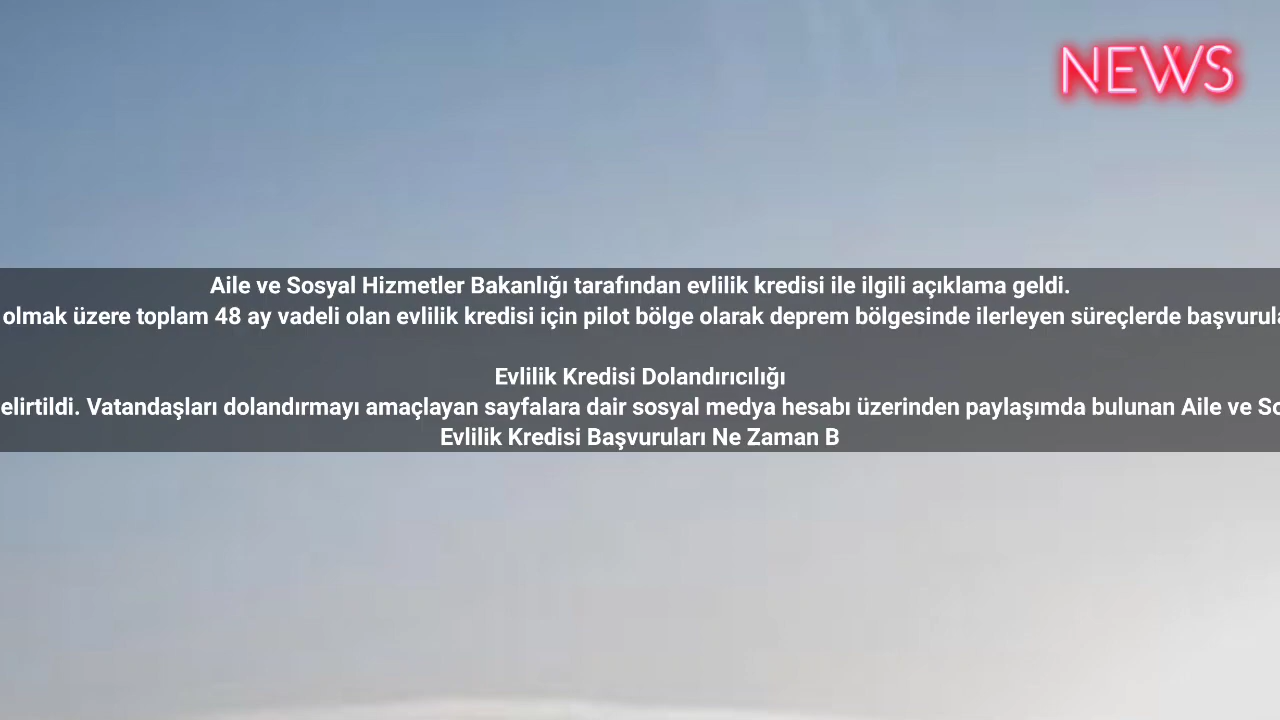 NEWS
Aile ve Sosyal Hizmetler Bakanlığı tarafından evlilik kredisi ile ilgili açıklama geldi.
olmak üzere toplam 48 ay vadeli olan evlilik kredisi için pilot bölge olarak deprem bölgesinde ilerleyen süreçlerde başvurula
Evlilik Kredisi Dolandırıcılığı
elirtildi. Vatandaşları dolandırmayı amaçlayan sayfalara dair sosyal medya hesabı üzerinden paylaşımda bulunan Aile ve So
Evlilik Kredisi Başvuruları Ne Zaman B